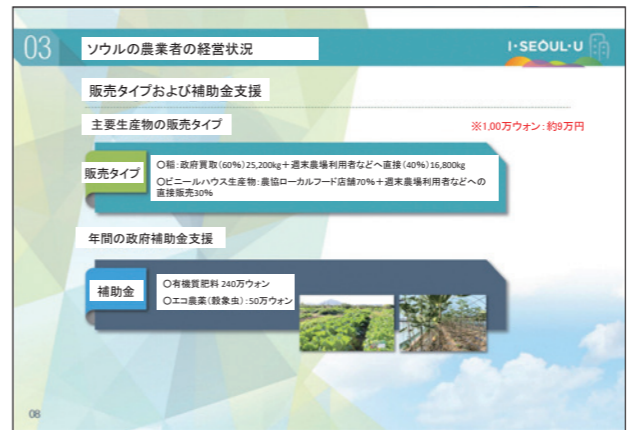 03
ソウルの農業者の経営状況
I·SEOUL·U
販売タイプおよび補助金支援
主要生産物の販売タイプ
※1,00万ウォン：約9万円
販売タイプ
○稲：政府買取(60%)25,200kg＋週末農場利用者などへ直接(40%)16,800kg
○ビニールハウス生産物：農協ローカルフード店舗70%＋週末農場利用者などへの
直接販売30%
年間の政府補助金支援
補助金
○有機質肥料 240万ウォン
○エコ農薬(穀象虫)：50万ウォン
08